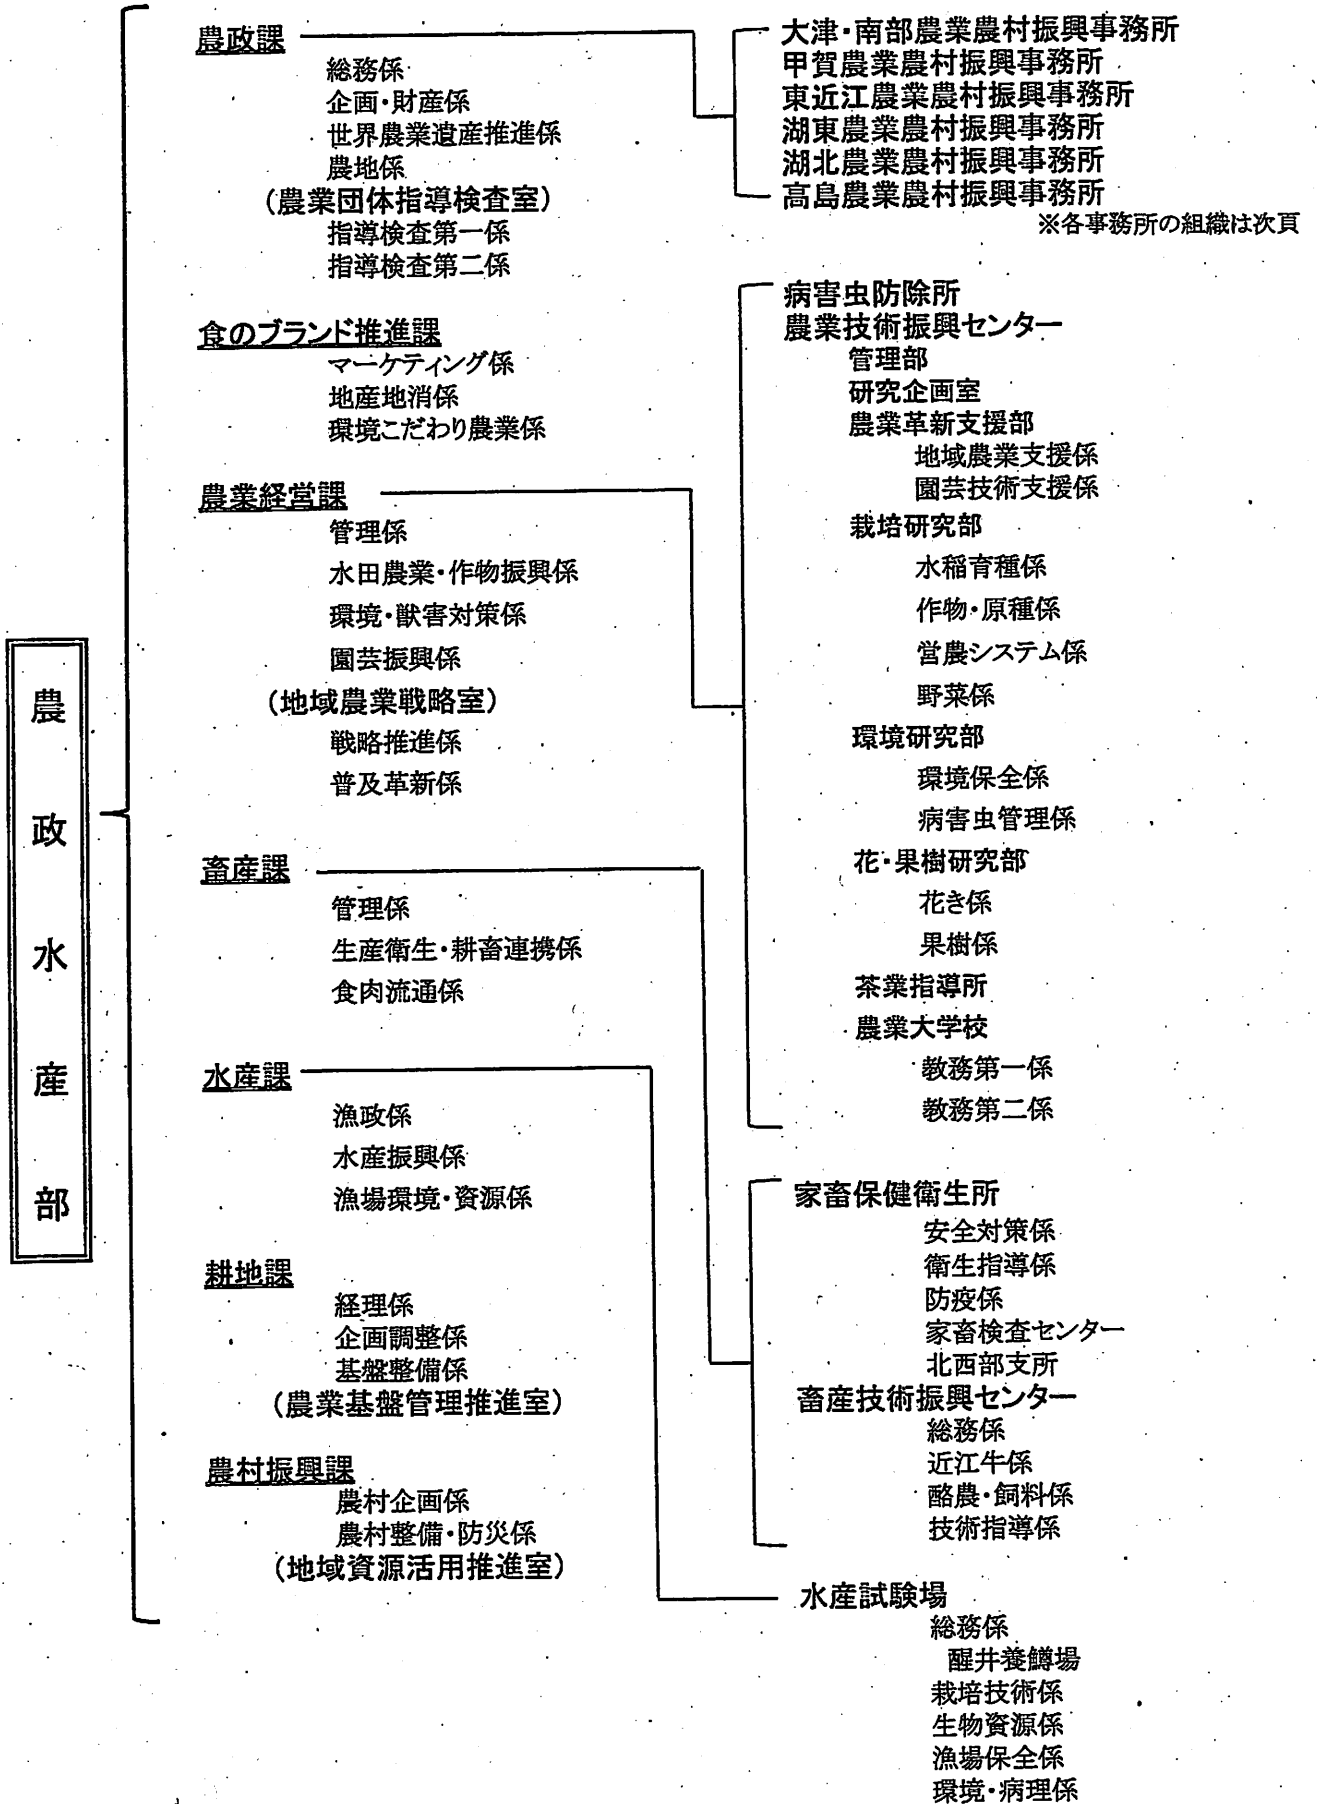 農政水産部
農政課
総務係
企画・財産係
世界農業遺産推進係
農地係
(農業団体指導検査室)
指導検査第一係
指導検査第二係
食のブランド推進課
マーケティング係
地産地消係
環境こだわり農業係
農業経営課
管理係
水田農業・作物振興係
環境・獣害対策係
園芸振興係
(地域農業戦略室)
戦略推進係
普及革新係
畜産課
管理係
生産衛生・耕畜連携係
食肉流通係
水産課
漁政係
水産振興係
漁場環境・資源係
耕地課
経理係
企画調整係
基盤整備係
(農業基盤管理推進室)
農村振興課
農村企画係
農村整備・防災係
(地域資源活用推進室)
大津・南部農業農村振興事務所
甲賀農業農村振興事務所
東近江農業農村振興事務所
湖東農業農村振興事務所
湖北農業農村振興事務所
高島農業農村振興事務所
※各事務所の組織は次頁
病害虫防除所
農業技術振興センター
管理部
研究企画室
農業革新支援部
地域農業支援係
園芸技術支援係
栽培研究部
水稲育種係
作物・原種係
営農システム係
野菜係
環境研究部
環境保全係
病害虫管理係
花・果樹研究部
花き係
果樹係
茶業指導所
農業大学校
教務第一係
教務第二係
家畜保健衛生所
安全対策係
衛生指導係
防疫係
家畜検査センター
北西部支所
畜産技術振興センター
総務係
近江牛係
酪農・飼料係
技術指導係
水産試験場
総務係
醒井養鱒場
栽培技術係
生物資源係
漁場保全係
環境・病理係